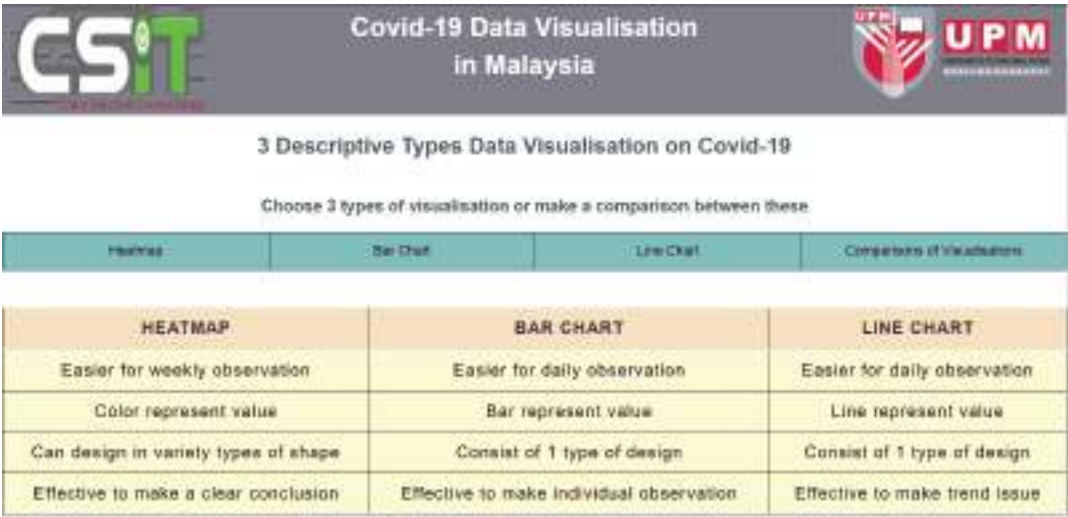 CSiT
Covid-19 Data Visualisation
in Malaysia
UPM
UPM
3 Descriptive Types Data Visualisation on Covid-19
Choose 3 types of visualisation or make a comparison between these
Heatmap Bar Chart Line Chart Comparisons of Visualisations
HEATMAP BAR CHART LINE CHART
Easier for weekly observation Easier for daily observation Easier for daily observation
Color represent value Bar represent value Line represent value
Can design in variety types of shape Consist of 1 type of design Consist of 1 type of design
Effective to make a clear conclusion Effective to make individual observation Effective to make trend issue